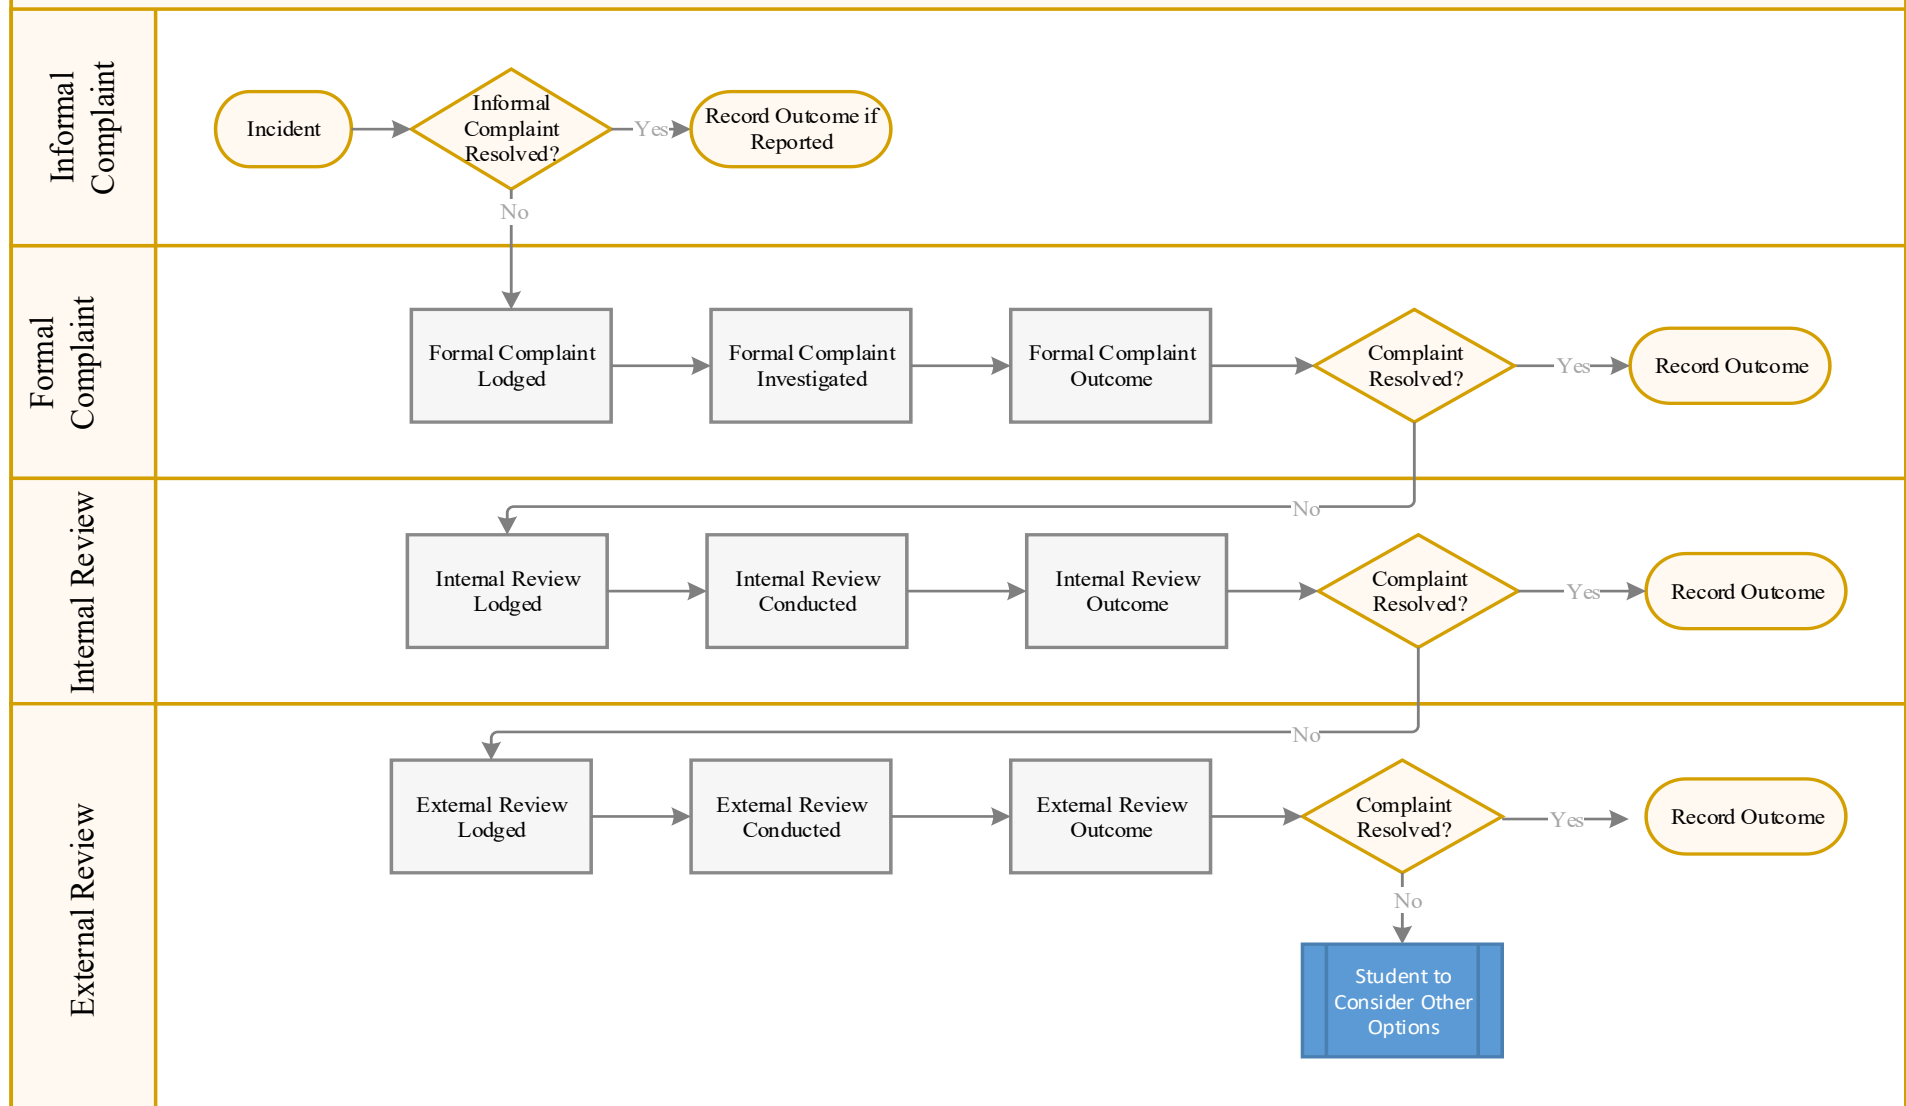 Informal
Complaint
Incident
Informal
Complaint
Resolved?
Yes
Record Outcome if
Reported
No
Formal
Complaint
Formal Complaint
Lodged
Formal Complaint
Investigated
Formal Complaint
Outcome
Complaint
Resolved?
Yes
Record Outcome
No
Internal Review
Internal Review
Lodged
Internal Review
Conducted
Internal Review
Outcome
Complaint
Resolved?
Yes
Record Outcome
No
External Review
External Review
Lodged
External Review
Conducted
External Review
Outcome
Complaint
Resolved?
Yes
Record Outcome
No
Student to
Consider Other
Options